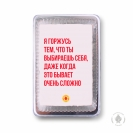 Я ГОРЖУСЬ
ТЕМ, ЧТО ТЫ
ВЫБИРАЕШЬ СЕБЯ,
ДАЖЕ КОГДА
ЭТО БЫВАЕТ
ОЧЕНЬ СЛОЖНО